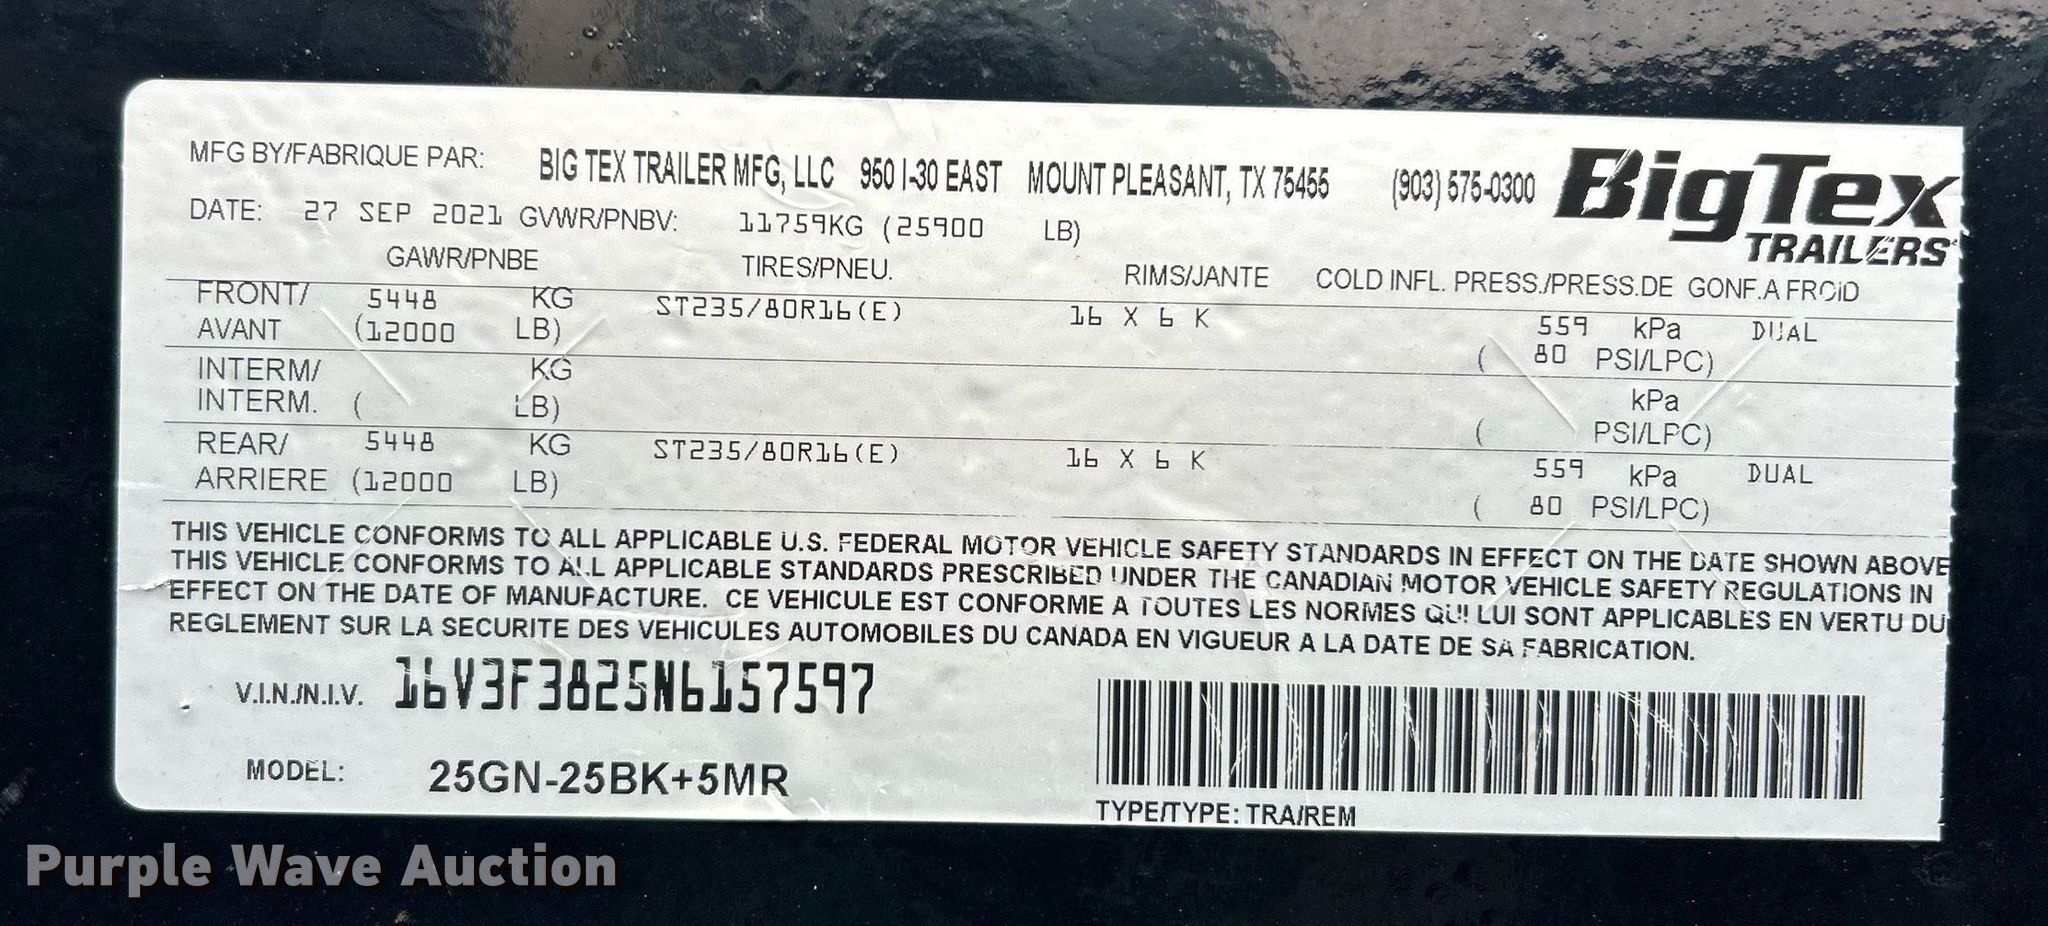 MFG BY/FABRIQUE PAR: BIG TEX TRAILER MFG, LLC 950 I-30 EAST MOUNT PLEASANT, TX 75455 (903) 575-0300 BigTex
DATE: 27 SEP 2021 GVWR/PNBV: 11759KG (25900 LB) TRAILERS
GAWR/PNBE TIRES/PNEU. RIMS/JANTE COLD INFL. PRESS./PRESS.DE GONF.A FROID
FRONT/ 5448 KG ST235/80R16(E) 16 X 6 K 559 kPa DUAL
AVANT (12000 LB) ( 80 PSI/LPC)
INTERM/ KG kPa
INTERM. ( LB) ( PSI/LPC)
REAR/ 5448 KG ST235/80R16(E) 16 X 6 K 559 kPa DUAL
ARRIERE (12000 LB) ( 80 PSI/LPC)
THIS VEHICLE CONFORMS TO ALL APPLICABLE U.S. FEDERAL MOTOR VEHICLE SAFETY STANDARDS IN EFFECT ON THE DATE SHOWN ABOVE
THIS VEHICLE CONFORMS TO ALL APPLICABLE STANDARDS PRESCRIBED UNDER THE CANADIAN MOTOR VEHICLE SAFETY REGULATIONS IN
EFFECT ON THE DATE OF MANUFACTURE. CE VEHICULE EST CONFORME A TOUTES LES NORMES QUI LUI SONT APPLICABLES EN VERTU DU
REGLEMENT SUR LA SECURITE DES VEHICULES AUTOMOBILES DU CANADA EN VIGUEUR A LA DATE DE SA FABRICATION.
V.I.N./N.I.V. 16V3F3825N6157597
MODEL: 25GN-25BK+5MR
TYPE/TYPE: TRA/REM
Purple Wave Auction